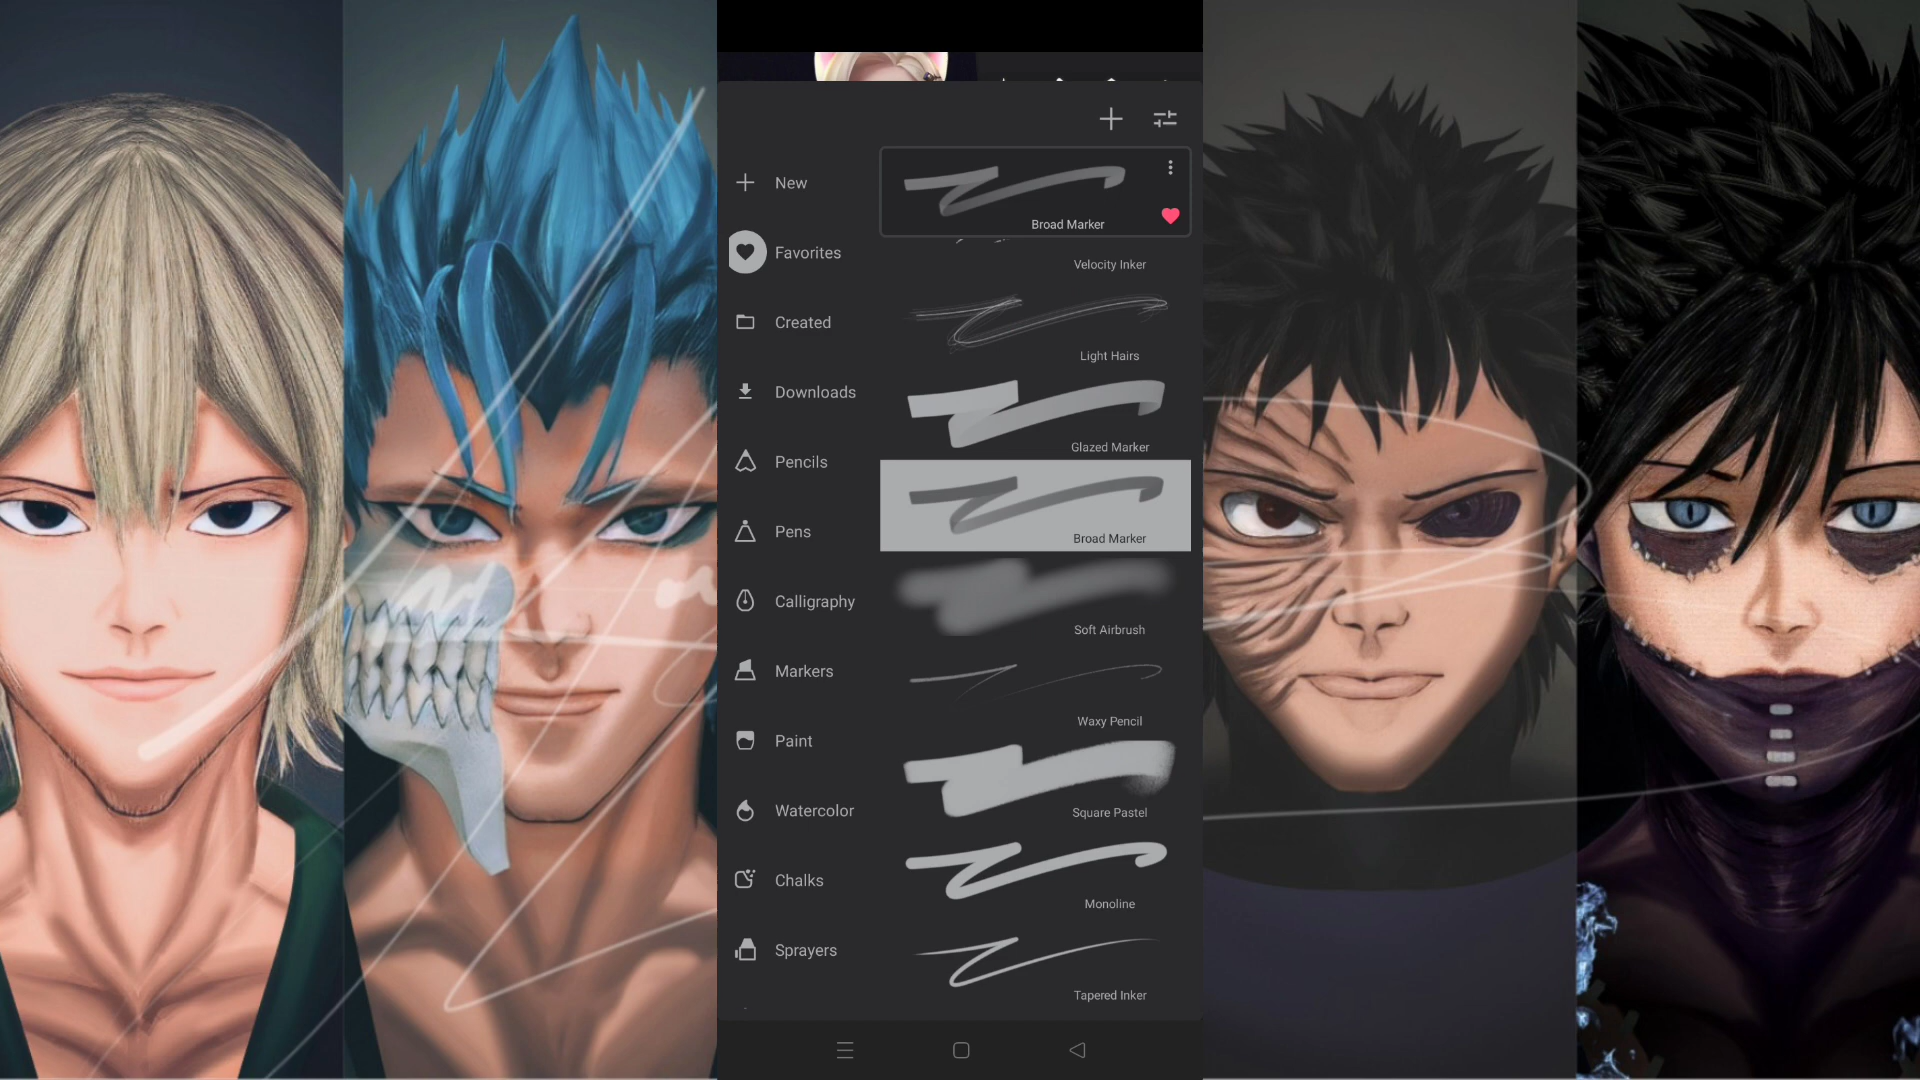 New
Favorites
Created
Downloads
Pencils
Pens
Calligraphy
Markers
Paint
Watercolor
Chalks
Sprayers
Broad Marker
Velocity Inker
Light Hairs
Glazed Marker
Broad Marker
Soft Airbrush
Waxy Pencil
Square Pastel
Monoline
Tapered Inker